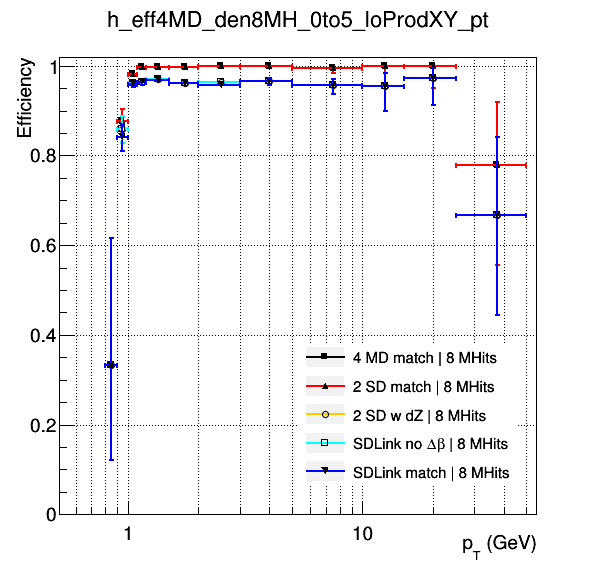 h_eff4MD_den8MH_0to5_loProdXY_pt
Efficiency
1
0.8
0.6
0.4
0.2
0
4 MD match | 8 MHits
2 SD match | 8 MHits
2 SD w dZ | 8 MHits
SDLink no Δβ | 8 MHits
SDLink match | 8 MHits
1
10
p_T (GeV)